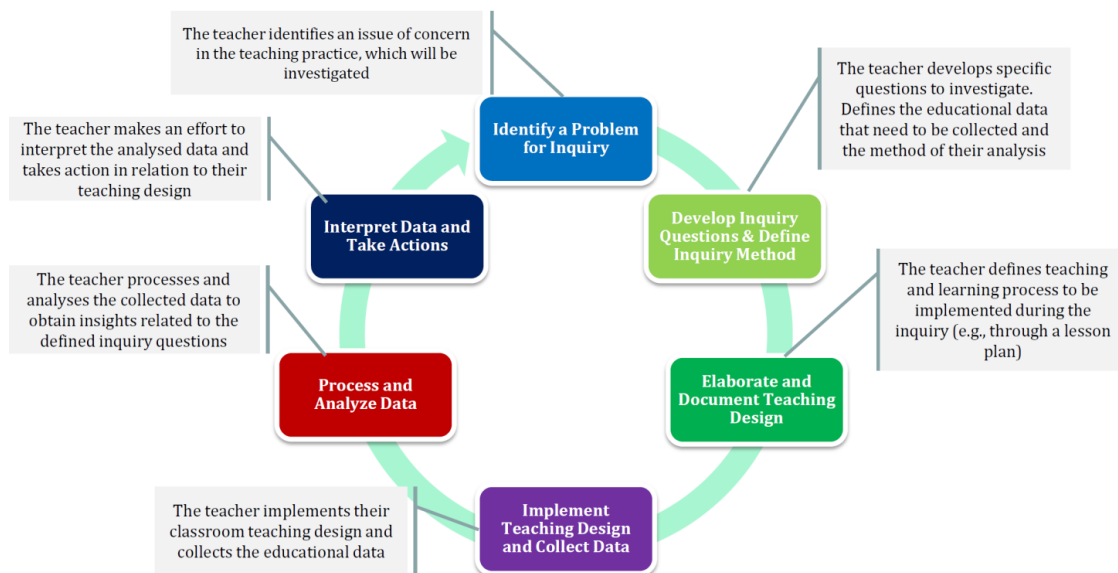 The teacher identifies an issue of concern
in the teaching practice, which will be
investigated
Identify a Problem
for Inquiry
The teacher develops specific
questions to investigate.
Defines the educational data
that need to be collected and
the method of their analysis
Develop Inquiry
Questions & Define
Inquiry Method
The teacher defines teaching
and learning process to be
implemented during the
inquiry (e.g., through a lesson
plan)
Elaborate and
Document Teaching
Design
Implement
Teaching Design
and Collect Data
The teacher implements their
classroom teaching design and
collects the educational data
Process and
Analyze Data
The teacher processes and
analyses the collected data to
obtain insights related to the
defined inquiry questions
Interpret Data and
Take Actions
The teacher makes an effort to
interpret the analysed data and
takes action in relation to their
teaching design